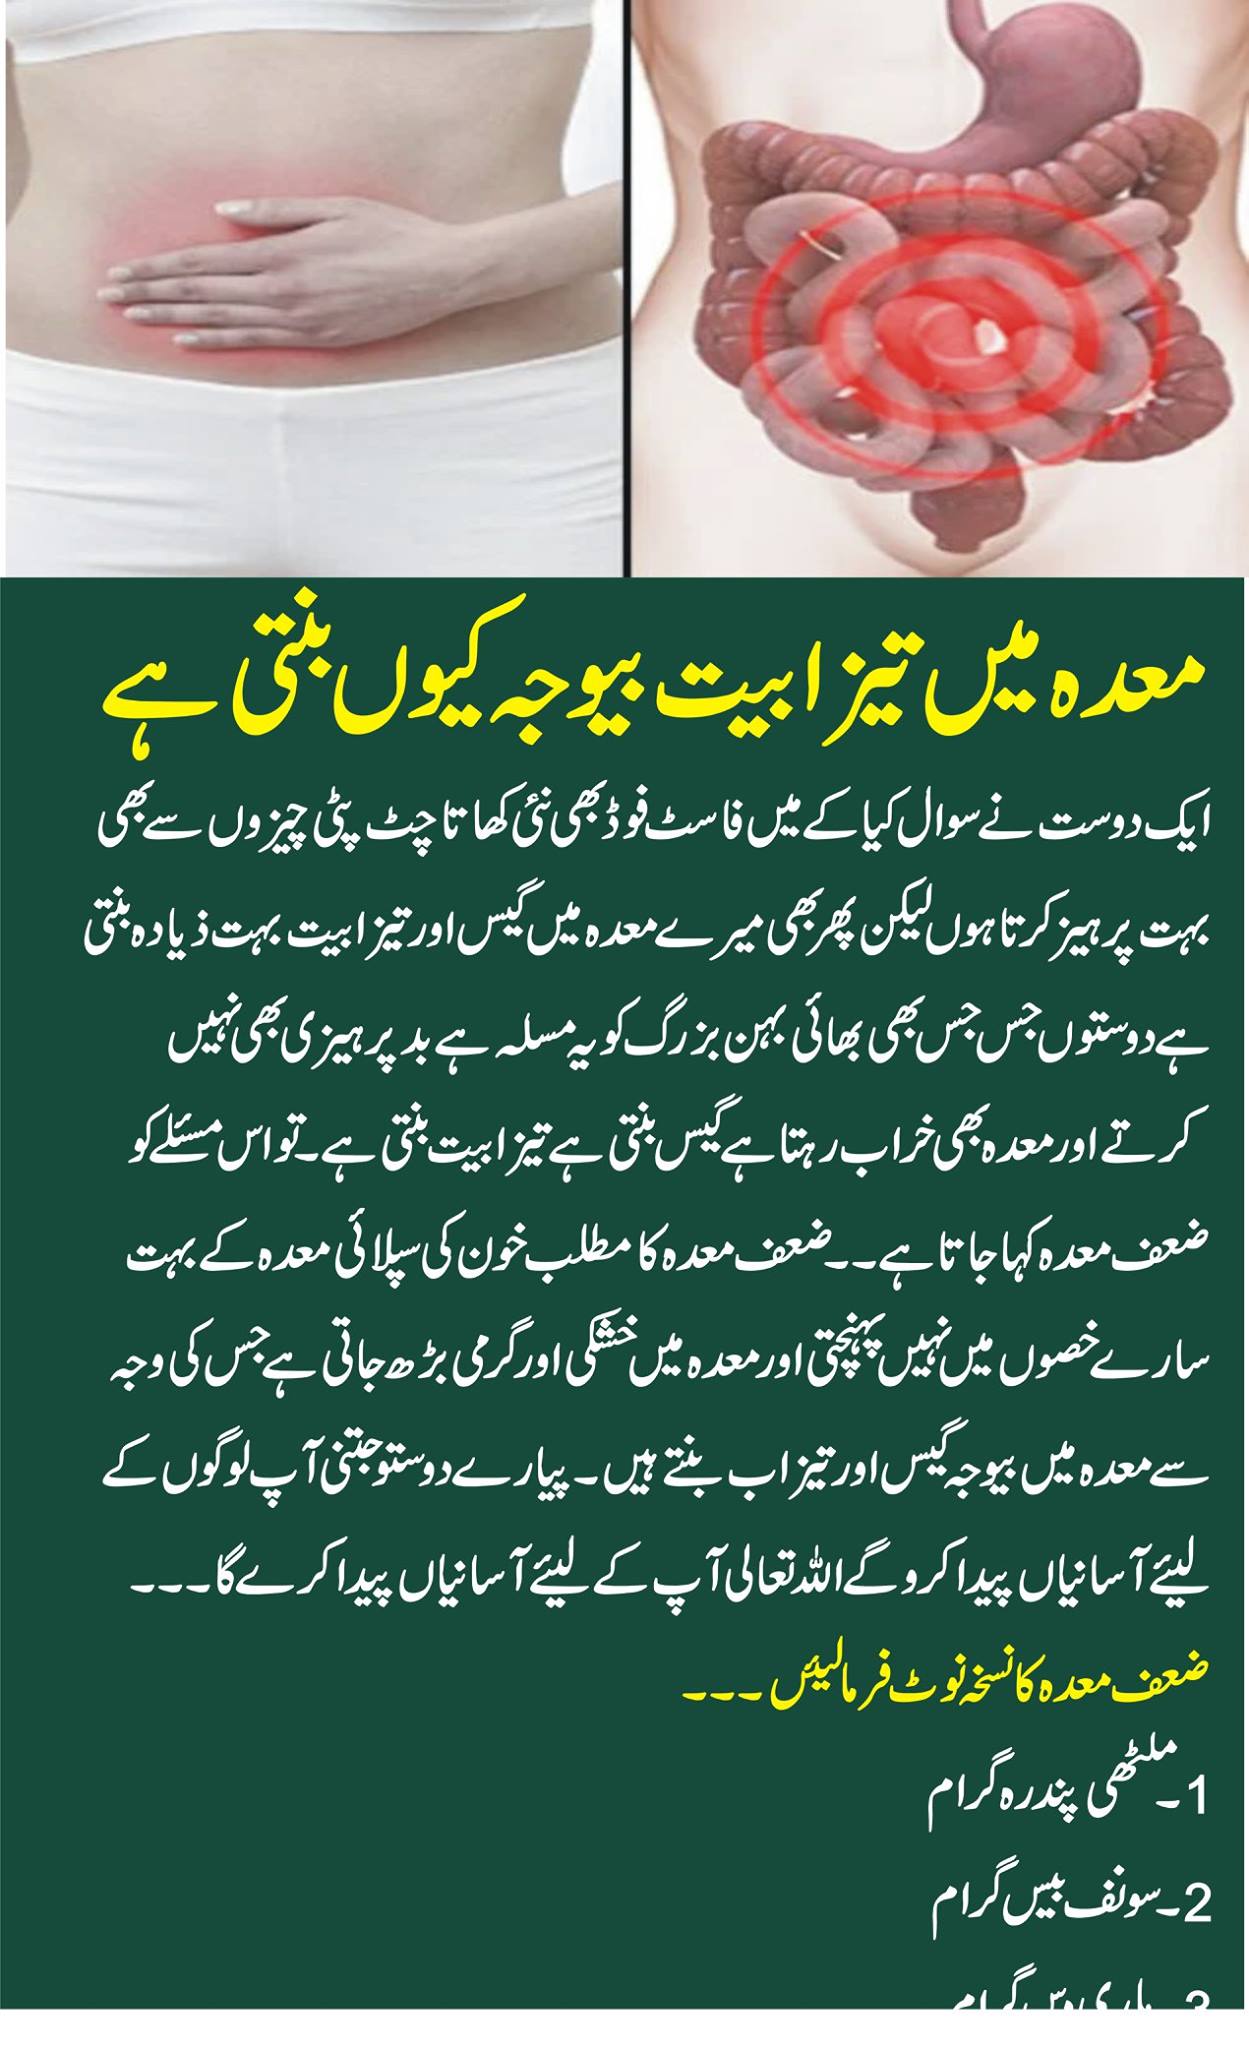 معدہ میں تیزابیت بیوجہ کیوں بنتی ہے
ایک دوست نے سوال کیا کے میں فاسٹ فوڈ بھی نئی کھاتا چٹ پٹی چیزوں سے بھی
بہت پرہیز کرتا ہوں لیکن پھر بھی میرے معدہ میں گیس اور تیزابیت بہت ذیادہ بنتی
ہے دوستوں جس جس بھی بھائی بہن بزرگ کو یہ مسلہ ہے بد پرہیزی بھی نہیں
کرتے اور معدہ بھی خراب رہتا ہے گیس بنتی ہے تیزابیت بنتی ہے۔ تو اس مسئلے کو
ضعف معدہ کہا جاتا ہے۔۔ ضعف معدہ کا مطلب خون کی سپلائی معدہ کے بہت
سارے خصوں میں نہیں پہنچتی اور معدہ میں خشکی اور گرمی بڑھ جاتی ہے جس کی وجہ
سے معدہ میں بیوجہ گیس اور تیزاب بنتے ہیں۔ پیارے دوستو جتنی آپ لوگوں کے
لیئے آسانیاں پیدا کرو گے اللہ تعالی آپ کے لیئے آسانیاں پیدا کرے گا۔۔۔
ضعف معدہ کا نسخہ نوٹ فرما لیئں۔۔۔
1۔ ملٹھی پندرہ گرام
2۔ سونف بیس گرام
3۔ گرام